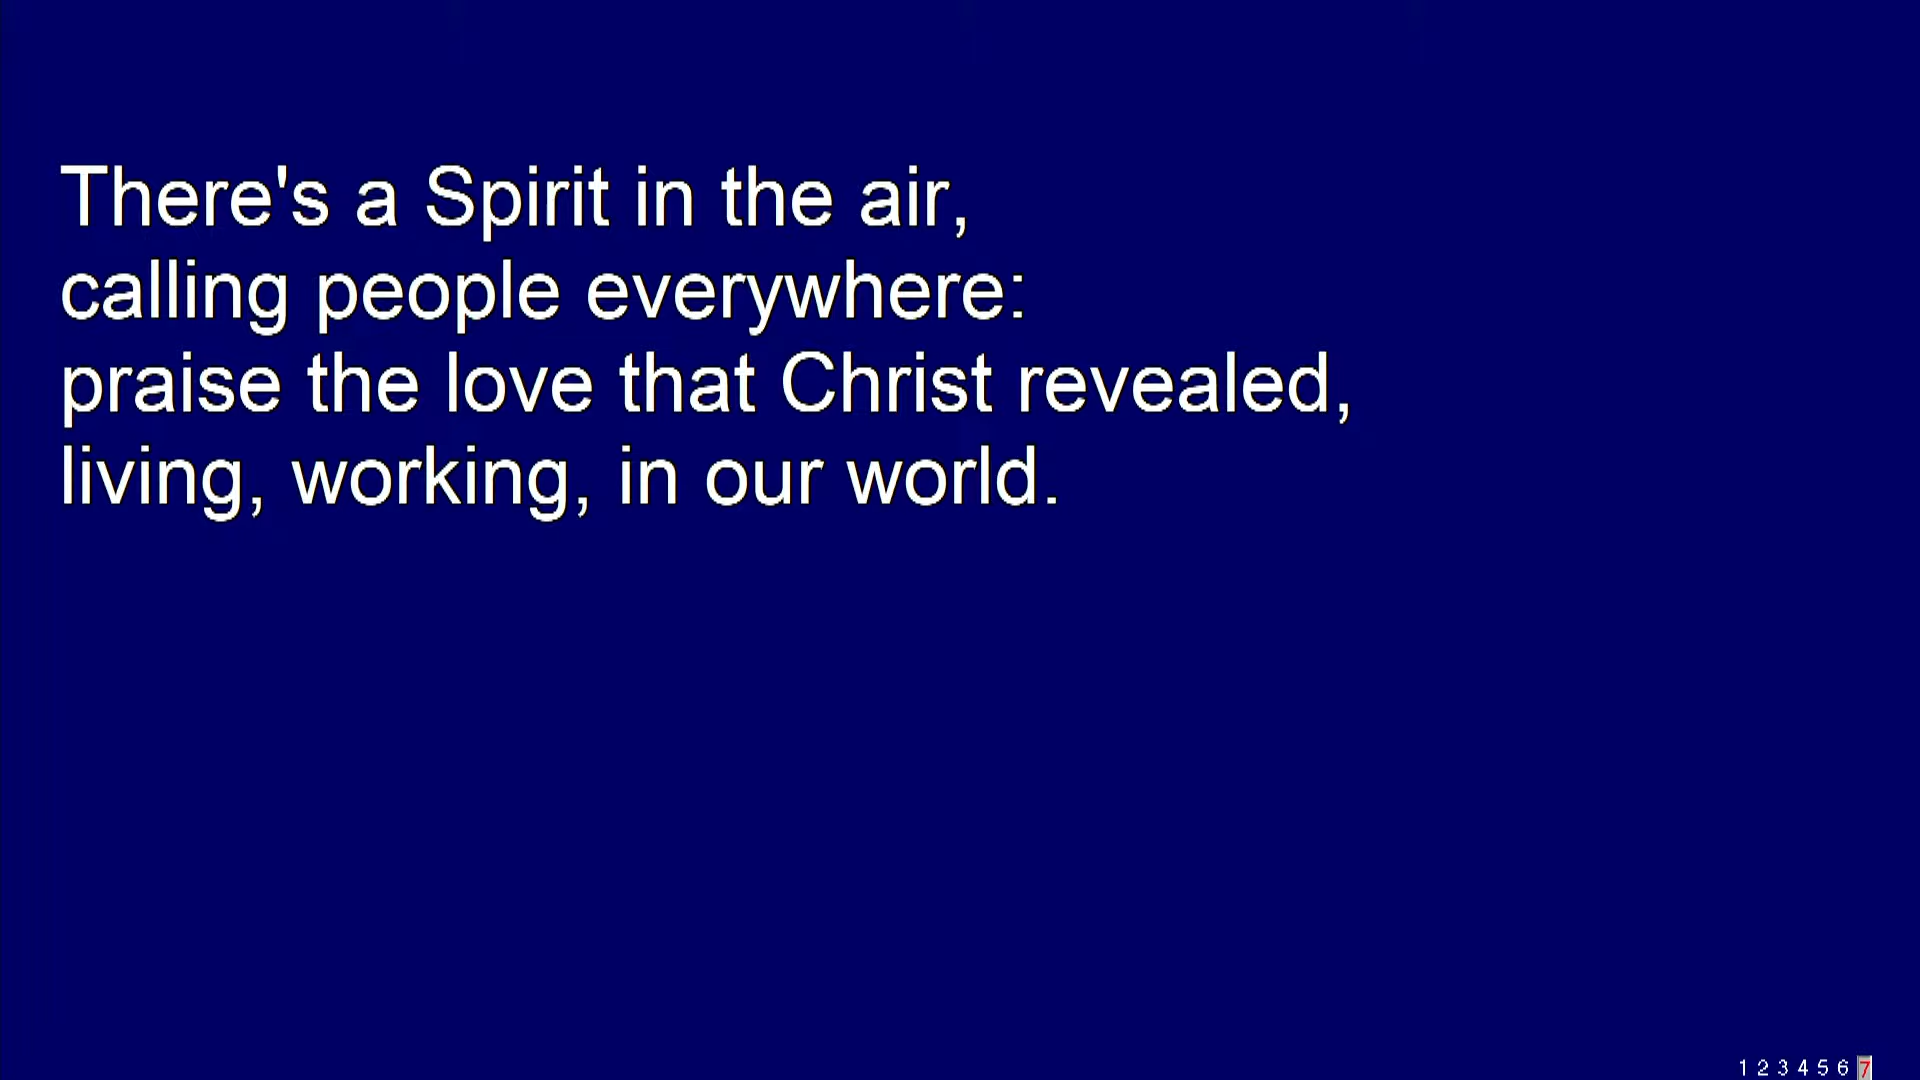 There's a Spirit in the air,
calling people everywhere:
praise the love that Christ revealed,
living, working, in our world.
1 2 3 4 5 6 7